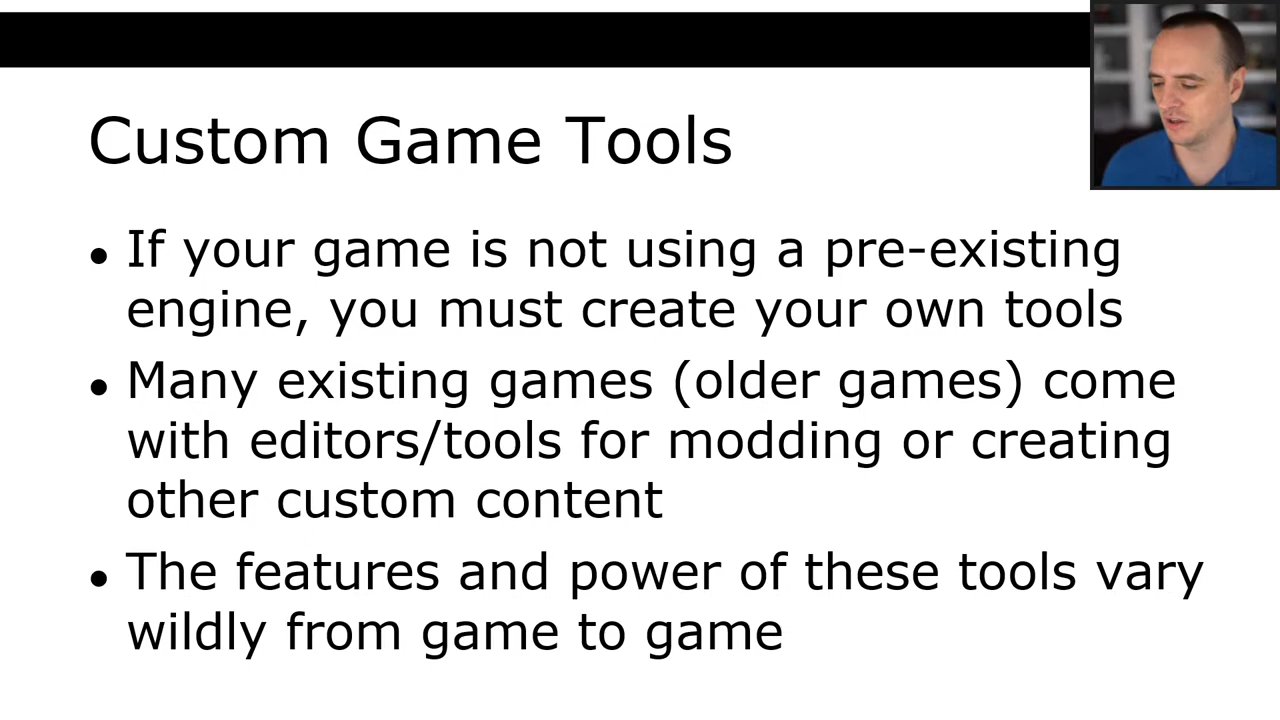 Custom Game Tools
• If your game is not using a pre-existing
engine, you must create your own tools
• Many existing games (older games) come
with editors/tools for modding or creating
other custom content
• The features and power of these tools vary
wildly from game to game